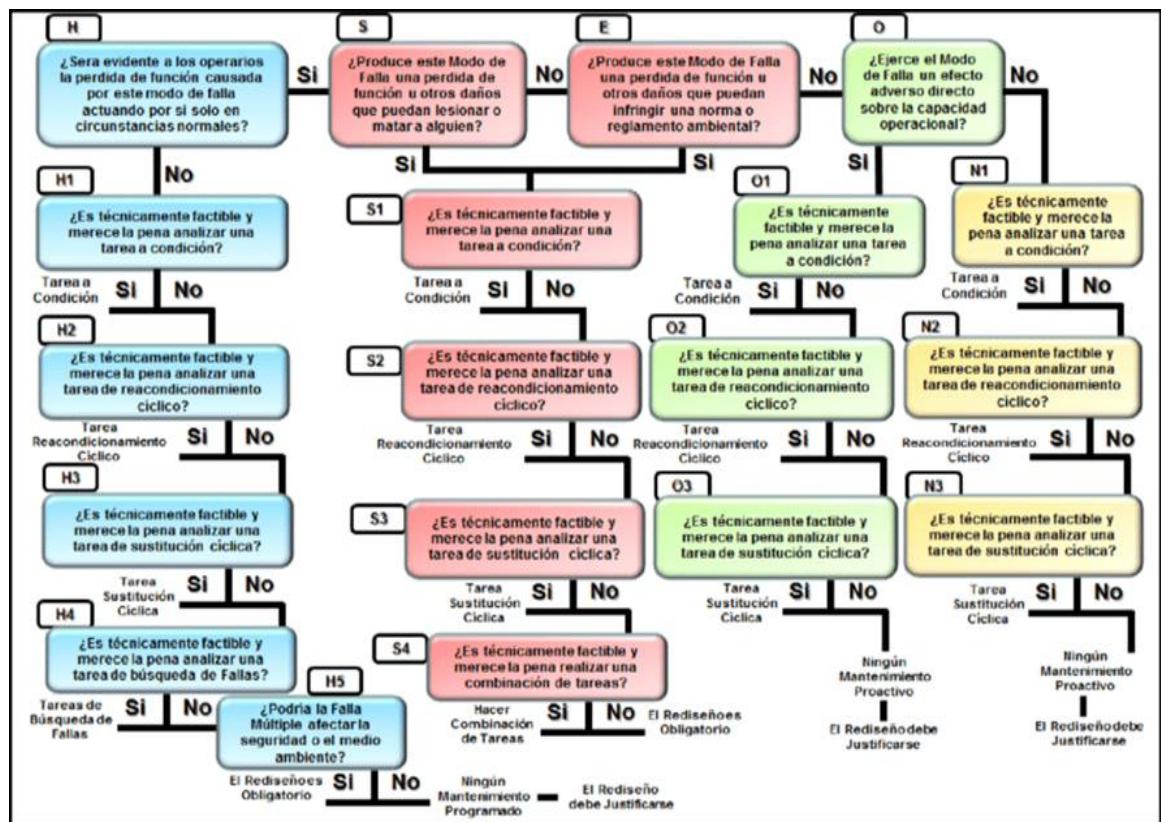 H
¿Sera evidente a los operarios
la perdida de función causada
por este modo de falla
actuando por si solo en
circunstancias normales?
Si
S
¿Produce este Modo de
Falla una perdida de
función u otros daños
que puedan lesionar o
matar a alguien?
No
E
¿Produce este Modo de Falla
una perdida de función u
otros daños que puedan
infringir una norma o
reglamento ambiental?
No
O
¿Ejerce el Modo
de Falla un efecto
adverso directo
sobre la capacidad
operacional?
No
No
Si
Si
Si
H1
¿Es técnicamente factible y
merece la pena analizar una
tarea a condición?
Tarea a
Condición
Si
No
H2
¿Es técnicamente factible y
merece la pena analizar una
tarea de reacondicionamiento
cíclico?
Tarea
Reacondicionamiento
Cíclico
Si
No
H3
¿Es técnicamente factible y
merece la pena analizar una
tarea de sustitución cíclica?
Tarea
Sustitución
Cíclica
Si
No
H4
¿Es técnicamente factible y
merece la pena analizar una
tarea de búsqueda de Fallas?
Tareas de
Búsqueda de
Fallas
Si
No
H5
¿Podría la Falla
Múltiple afectar la
seguridad o el medio
ambiente?
El Rediseño es
Obligatorio
Si
No
Ningún
Mantenimiento
Programado
El Rediseño
debe Justificarse
S1
¿Es técnicamente factible y
merece la pena analizar una
tarea a condición?
Tarea a
Condición
Si
No
S2
¿Es técnicamente factible y
merece la pena analizar una
tarea de reacondicionamiento
cíclico?
Tarea
Reacondicionamiento
Cíclico
Si
No
S3
¿Es técnicamente factible y
merece la pena analizar una
tarea de sustitución cíclica?
Tarea
Sustitución
Cíclica
Si
No
S4
¿Es técnicamente factible y
merece la pena realizar una
combinación de tareas?
Hacer
Combinación
de Tareas
Si
No
El Rediseño es
Obligatorio
O1
¿Es técnicamente
factible y merece la
pena analizar una tarea
a condición?
Tarea a
Condición
Si
No
O2
¿Es técnicamente factible y
merece la pena analizar una
tarea de reacondicionamiento
cíclico?
Tarea
Reacondicionamiento
Cíclico
Si
No
O3
¿Es técnicamente factible y
merece la pena analizar una
tarea de sustitución cíclica?
Tarea
Sustitución
Cíclica
Si
No
Ningún
Mantenimiento
Proactivo
El Rediseño debe
Justificarse
N1
¿Es técnicamente
factible y merece la
pena analizar una tarea
a condición?
Tarea a
Condición
Si
No
N2
¿Es técnicamente factible y
merece la pena analizar una
tarea de reacondicionamiento
cíclico?
Tarea
Reacondicionamiento
Cíclico
Si
No
N3
¿Es técnicamente factible y
merece la pena analizar una
tarea de sustitución cíclica?
Tarea
Sustitución
Cíclica
Si
No
Ningún
Mantenimiento
Proactivo
El Rediseño debe
Justificarse